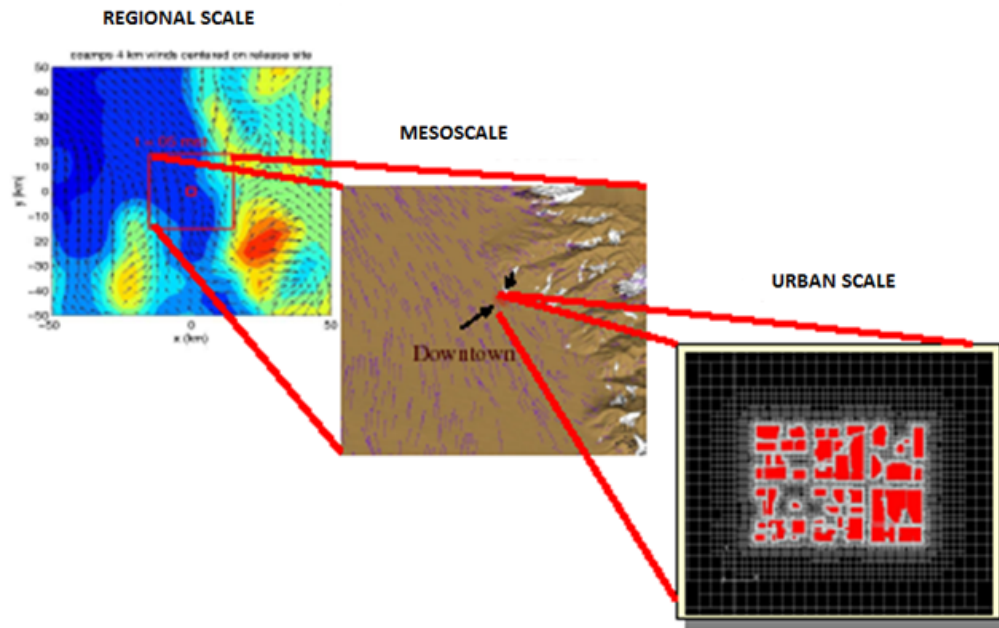 REGIONAL SCALE
coamps 4 km winds centered on release site
50
40
30
20
10
0
−10
−20
−30
−40
−50
y (km)
−50
0
50
x (km)
MESOSCALE
Downtown
URBAN SCALE